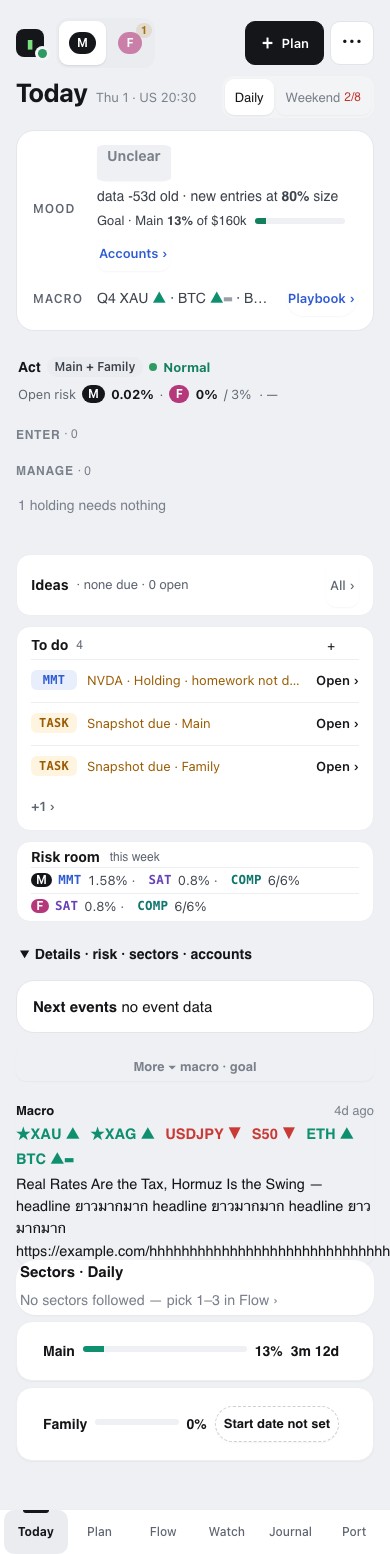 M F 1 + Plan ···
Today Thu 1 · US 20:30 Daily Weekend 2/8
Unclear
MOOD data -53d old · new entries at 80% size
Goal · Main 13% of $160k
Accounts ›
MACRO Q4 XAU ▲ · BTC ▲▬ · B... Playbook ›
Act Main + Family ● Normal
Open risk M 0.02% · F 0% / 3% · —
ENTER · 0
MANAGE · 0
1 holding needs nothing
Ideas · none due · 0 open All ›
To do 4 +
MMT NVDA · Holding · homework not d... Open ›
TASK Snapshot due · Main Open ›
TASK Snapshot due · Family Open ›
+1 ›
Risk room this week
M MMT 1.58% · SAT 0.8% · COMP 6/6%
F SAT 0.8% · COMP 6/6%
▼ Details · risk · sectors · accounts
Next events no event data
More ▾ macro · goal
Macro 4d ago
★XAU ▲ ★XAG ▲ USDJPY ▼ S50 ▼ ETH ▲
BTC ▲▬
Real Rates Are the Tax, Hormuz Is the Swing —
headline ยาวมากมาก headline ยาวมากมาก headline ยาว
มากมาก
https://example.com/hhhhhhhhhhhhhhhhhhhhhhhhhhhhhh
Sectors · Daily
No sectors followed — pick 1–3 in Flow ›
Main 13% 3m 12d
Family 0% Start date not set
Today Plan Flow Watch Journal Port